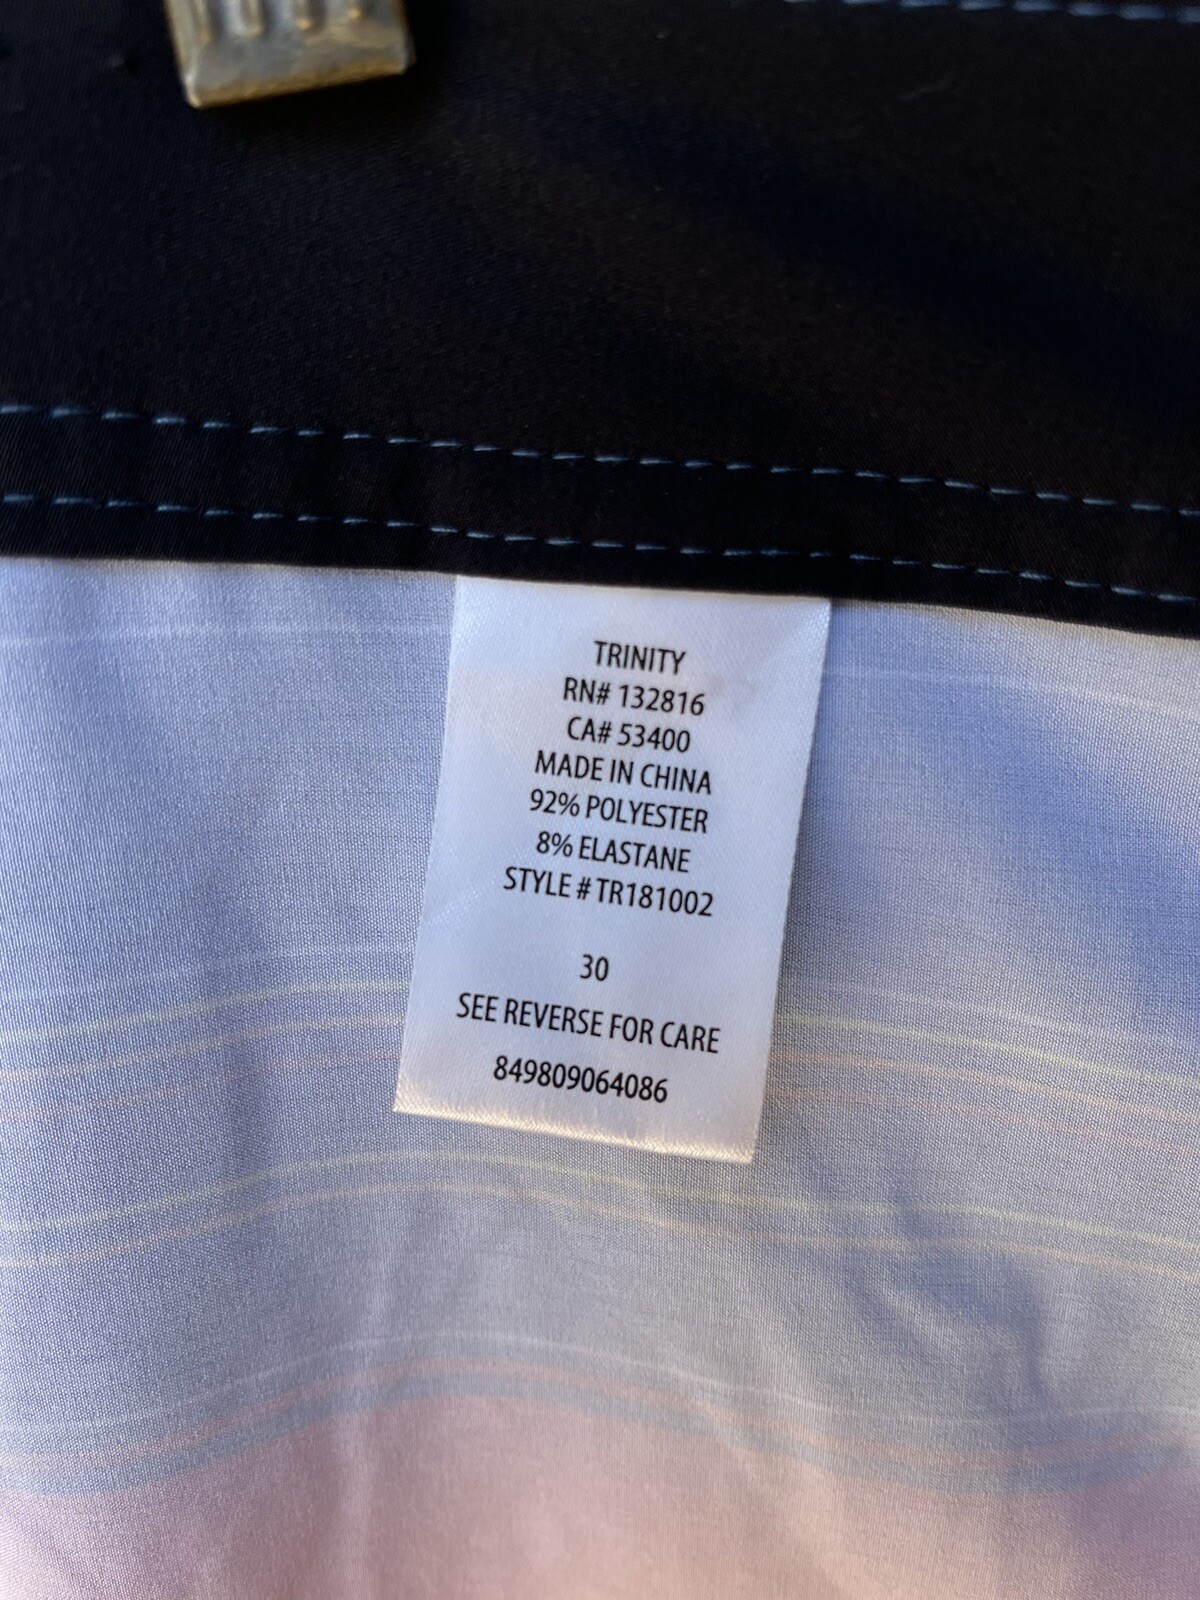 TRINITY
RN# 132816
CA# 53400
MADE IN CHINA
92% POLYESTER
8% ELASTANE
STYLE # TR181002
30
SEE REVERSE FOR CARE
849809064086